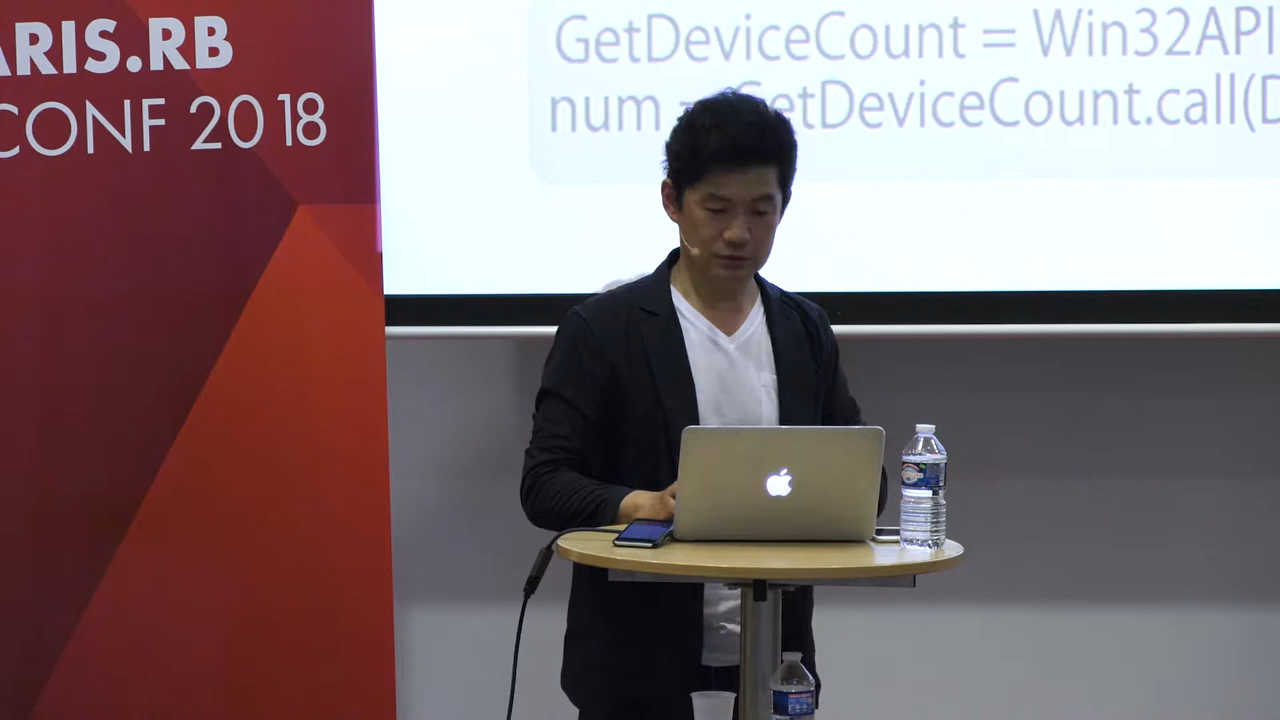 ARIS.RB
CONF 2018
GetDeviceCount = Win32API
num = GetDeviceCount.call(D